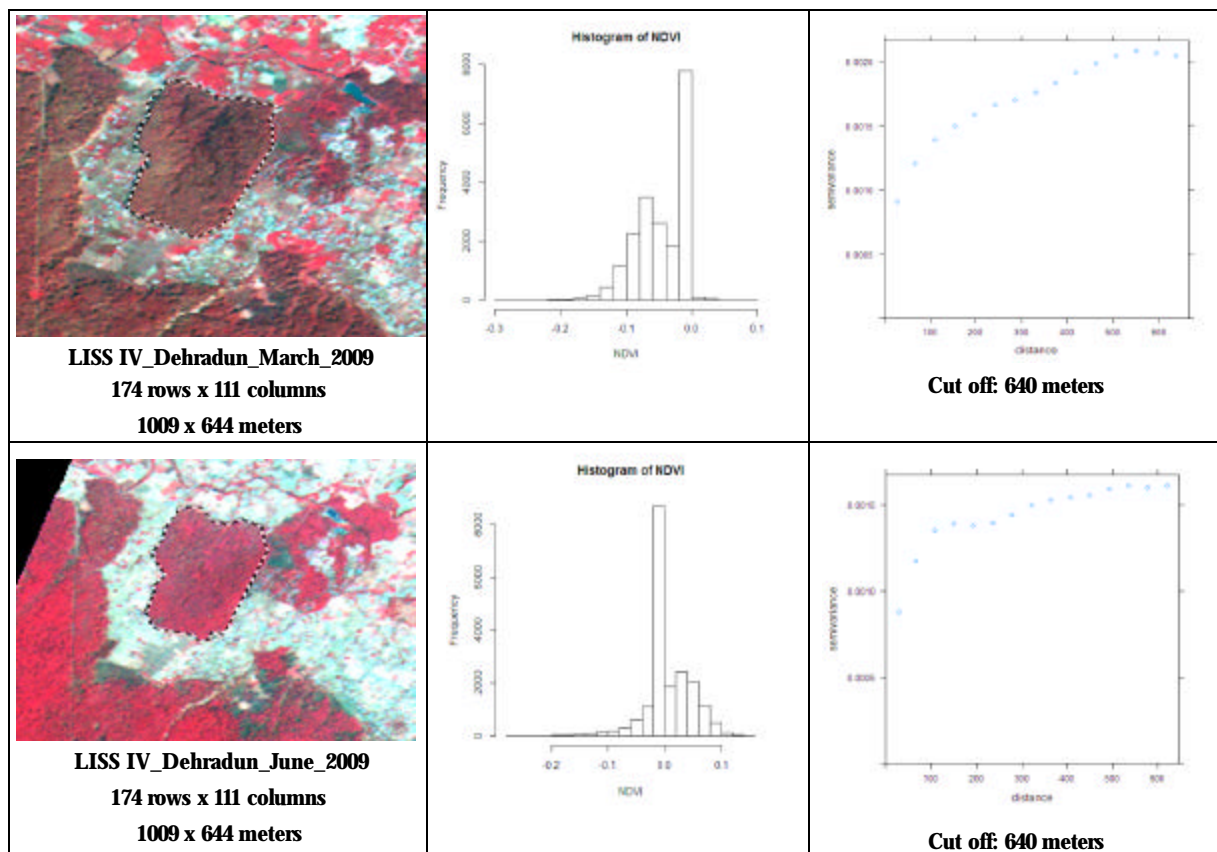 Histogram of NDVI
Frequency
8000
6000
4000
2000
0
-0.3
-0.2
-0.1
0.0
0.1
NDVI
semivariance
0.0020
0.0015
0.0010
0.0005
100
200
300
400
500
600
distance
LISS IV_Dehradun_March_2009
174 rows x 111 columns
1009 x 644 meters
Cut off: 640 meters
Histogram of NDVI
Frequency
8000
6000
4000
2000
0
-0.2
-0.1
0.0
0.1
NDVI
semivariance
0.0015
0.0010
0.0005
100
200
300
400
500
600
distance
LISS IV_Dehradun_June_2009
174 rows x 111 columns
1009 x 644 meters
Cut off: 640 meters